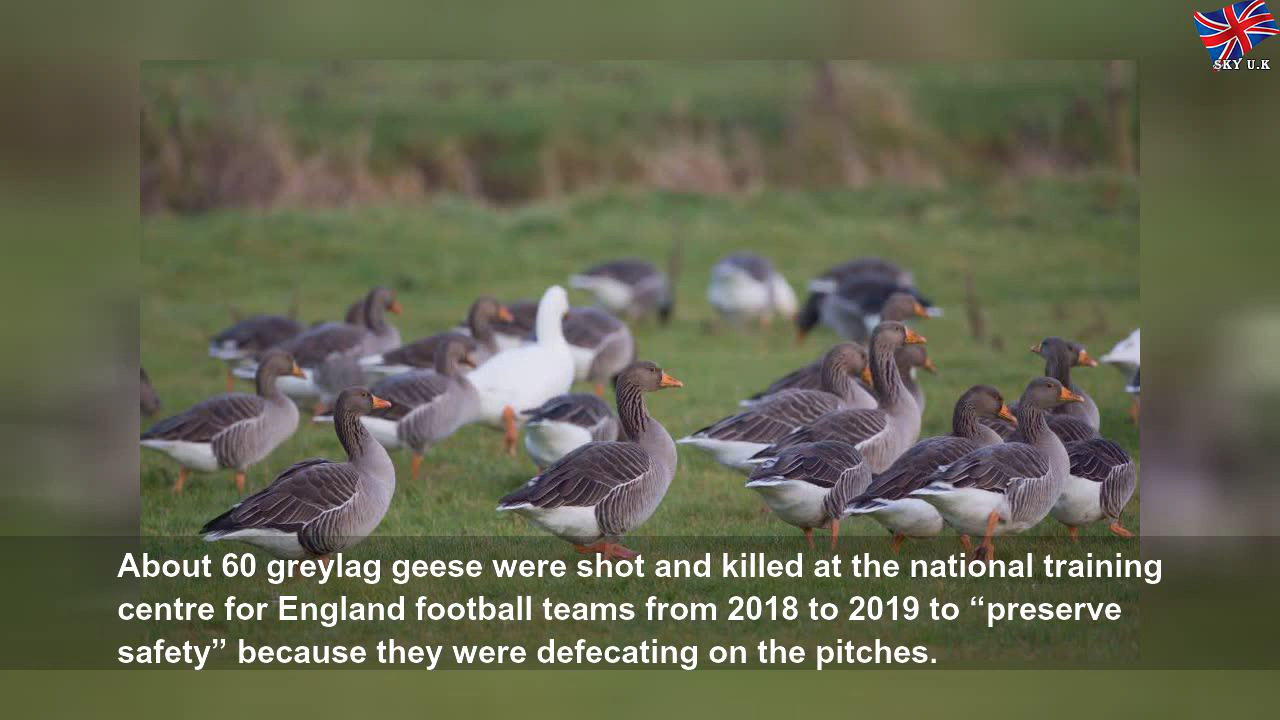 SKY U.K
About 60 greylag geese were shot and killed at the national training
centre for England football teams from 2018 to 2019 to “preserve
safety” because they were defecating on the pitches.